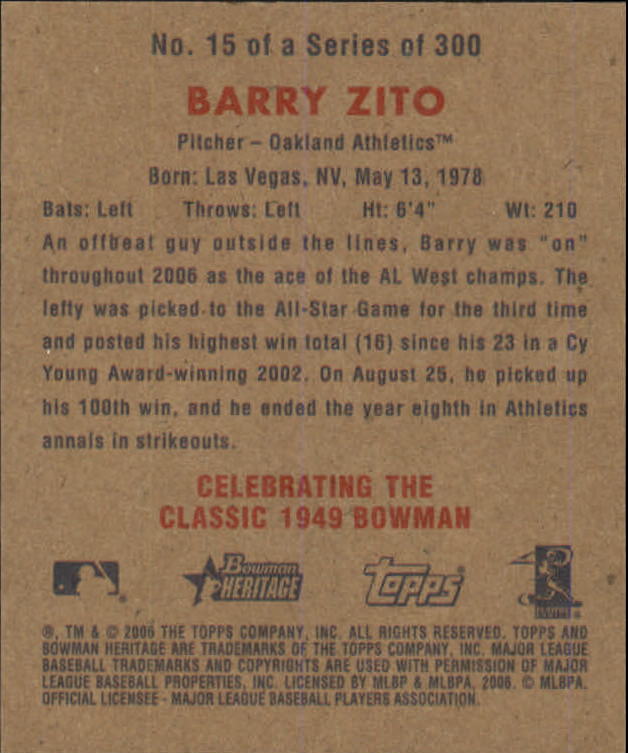 No. 15 of a Series of 300
BARRY ZITO
Pitcher – Oakland Athletics™
Born: Las Vegas, NV, May 13, 1978
Bats: Left Throws: Left Ht: 6'4" Wt: 210
An offbeat guy outside the lines, Barry was "on"
throughout 2006 as the ace of the AL West champs. The
lefty was picked to the All-Star Game for the third time
and posted his highest win total (16) since his 23 in a Cy
Young Award-winning 2002. On August 25, he picked up
his 100th win, and he ended the year eighth in Athletics
annals in strikeouts.
CELEBRATING THE
CLASSIC 1949 BOWMAN
Bowman
HERITAGE
topps
PLAYERS
®, TM & © 2006 THE TOPPS COMPANY, INC. ALL RIGHTS RESERVED. TOPPS AND
BOWMAN HERITAGE ARE TRADEMARKS OF THE TOPPS COMPANY, INC. MAJOR LEAGUE
BASEBALL TRADEMARKS AND COPYRIGHTS ARE USED WITH PERMISSION OF MAJOR
LEAGUE BASEBALL PROPERTIES, INC. LICENSED BY MLBP & MLBPA, 2006. © MLBPA.
OFFICIAL LICENSEE - MAJOR LEAGUE BASEBALL PLAYERS ASSOCIATION.